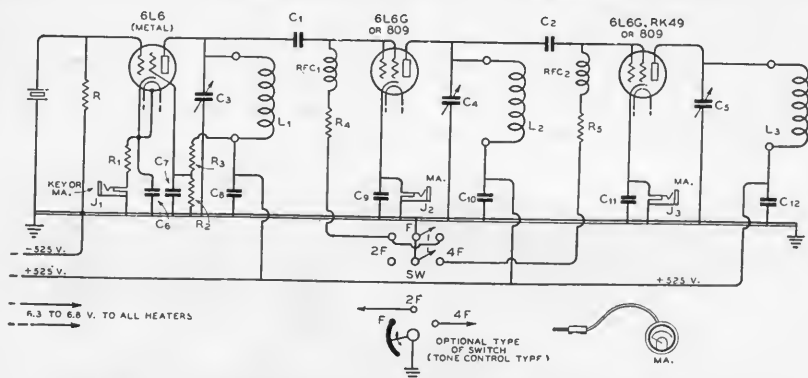 6L6
(METAL)
C1
6L6G
OR 809
C2
6L6G, RK49
OR 809
R
C3
L1
RFC1
R4
C4
L2
RFC2
R5
C5
L3
R1
C7
R3
C8
KEY OR
MA.
J1
C6
R2
C9
MA.
J2
C10
C11
J3
C12
F
2F
4F
SW
-525 V.
+525 V.
+525 V.
6.3 TO 6.8 V. TO ALL HEATERS
2F
F
4F
OPTIONAL TYPE
OF SWITCH
(TONE CONTROL TYPE)
MA.